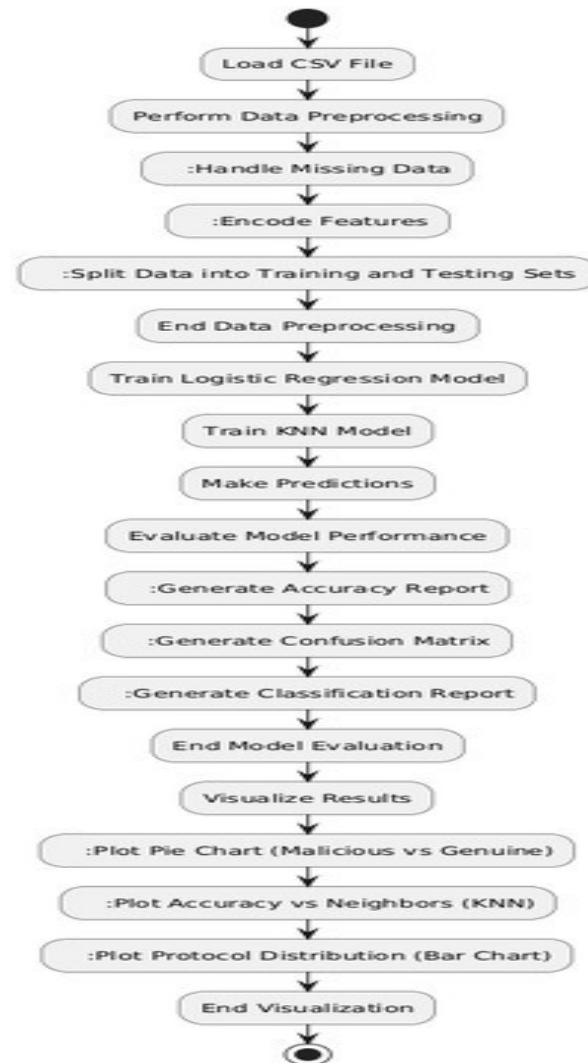 Load CSV File
Perform Data Preprocessing
:Handle Missing Data
:Encode Features
:Split Data into Training and Testing Sets
End Data Preprocessing
Train Logistic Regression Model
Train KNN Model
Make Predictions
Evaluate Model Performance
:Generate Accuracy Report
:Generate Confusion Matrix
:Generate Classification Report
End Model Evaluation
Visualize Results
:Plot Pie Chart (Malicious vs Genuine)
:Plot Accuracy vs Neighbors (KNN)
:Plot Protocol Distribution (Bar Chart)
End Visualization